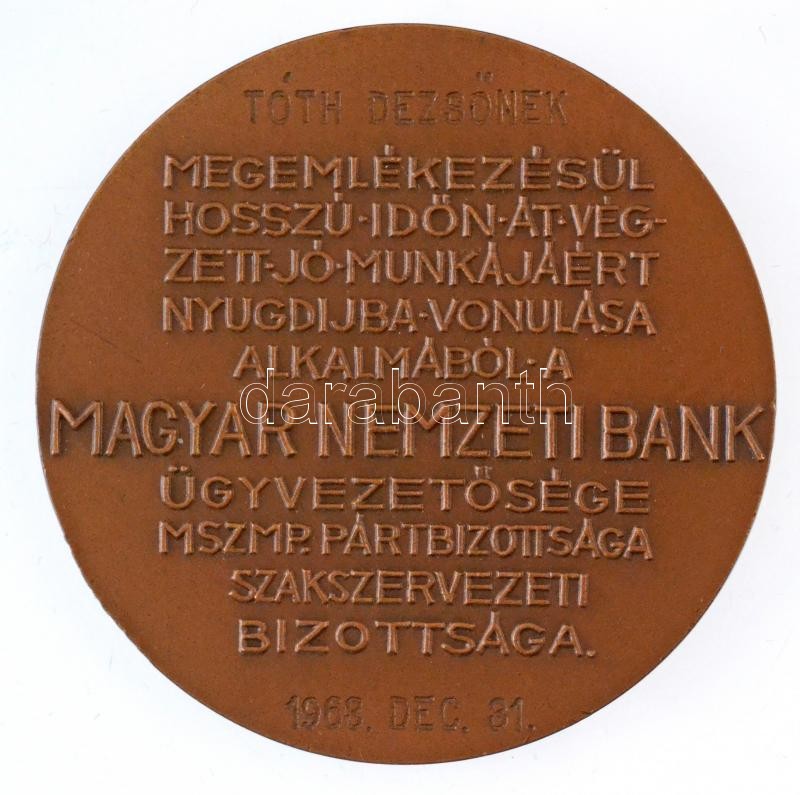 TÓTH DEZSŐNEK
MEGEMLÉKEZÉSÜL
HOSSZÚ·IDŐN·ÁT·VÉG-
ZETT·JÓ·MUNKÁJÁÉRT
NYUGDIJBA·VONULÁSA
ALKALMÁBÓL·A
darabanth
MAGYAR NEMZETI BANK
ÜGYVEZETŐSÉGE
MSZMP. PÁRTBIZOTTSÁGA
SZAKSZERVEZETI
BIZOTTSÁGA.
1968. DEC. 31.